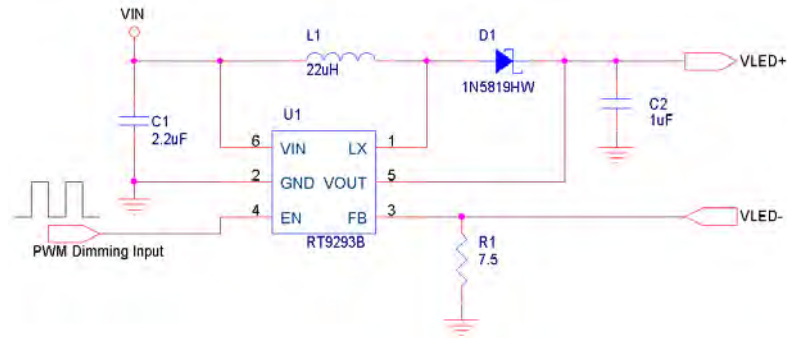 VIN
L1
22uH
D1
1N5819HW
VLED+
C1
2.2uF
C2
1uF
U1
6 VIN LX 1
2 GND VOUT 5
4 EN FB 3
RT9293B
PWM Dimming Input
R1
7.5
VLED-